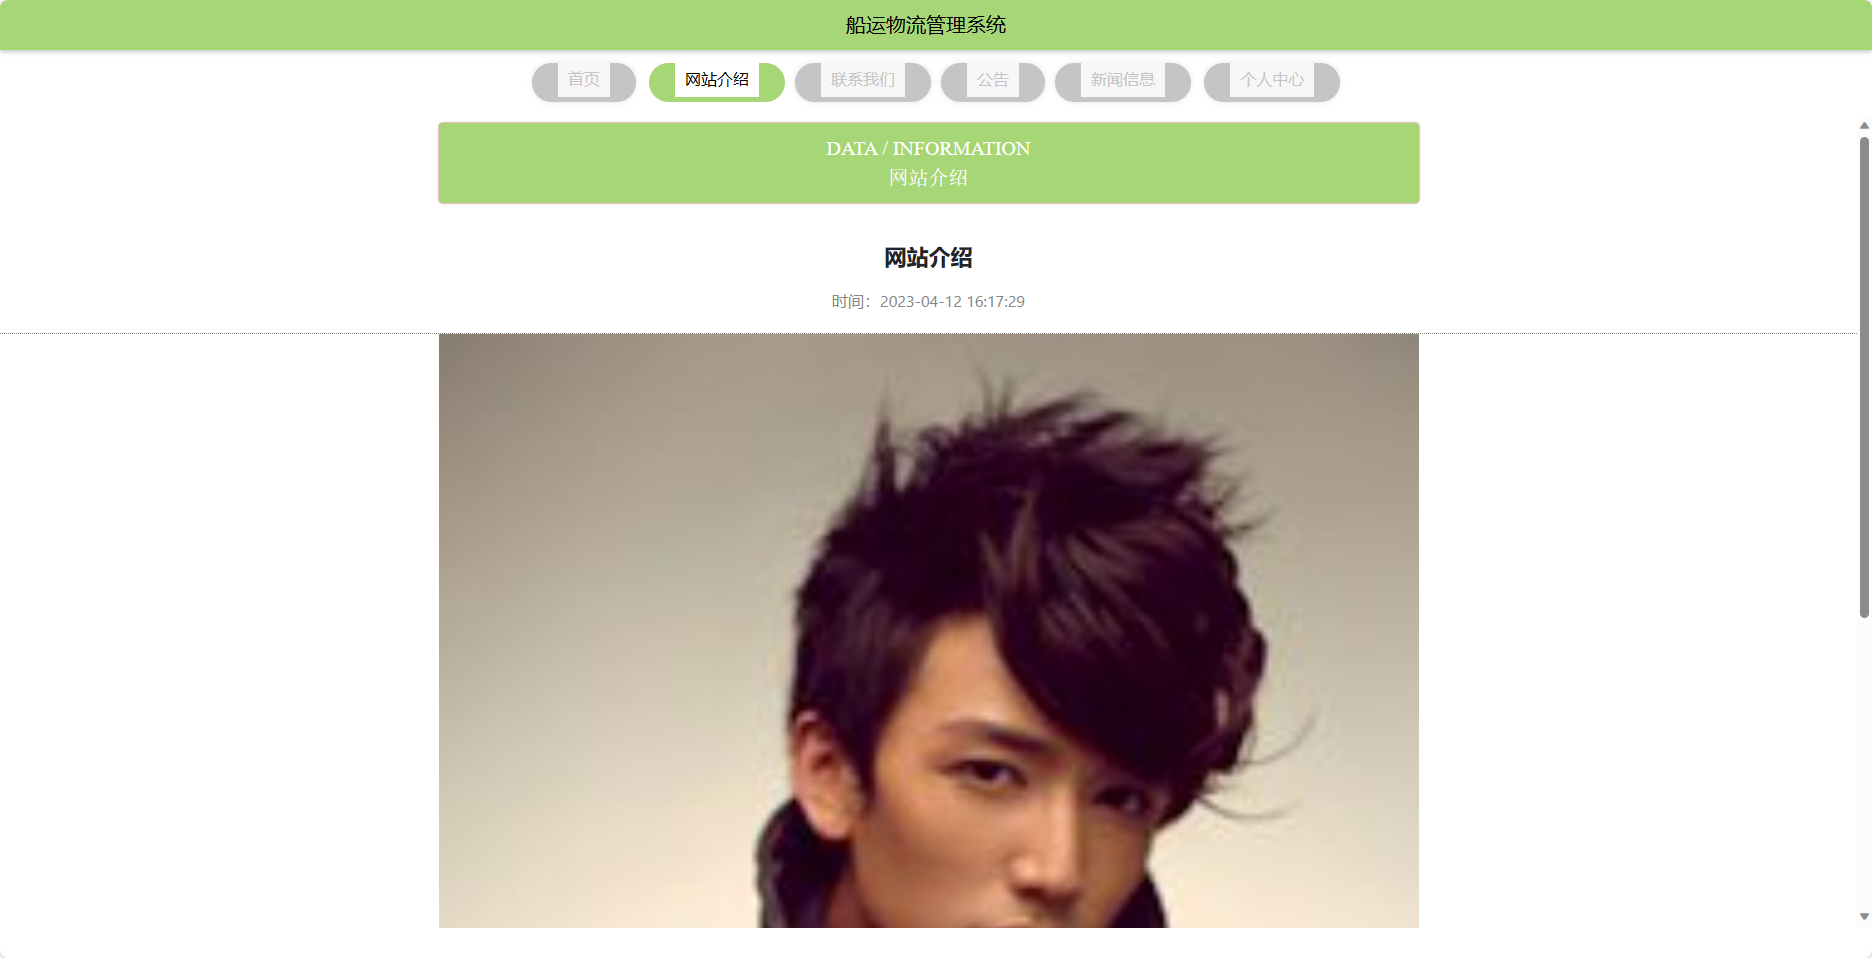 船运物流管理系统
首页
网站介绍
联系我们
公告
新闻信息
个人中心
DATA / INFORMATION
网站介绍
网站介绍
时间：2023-04-12 16:17:29